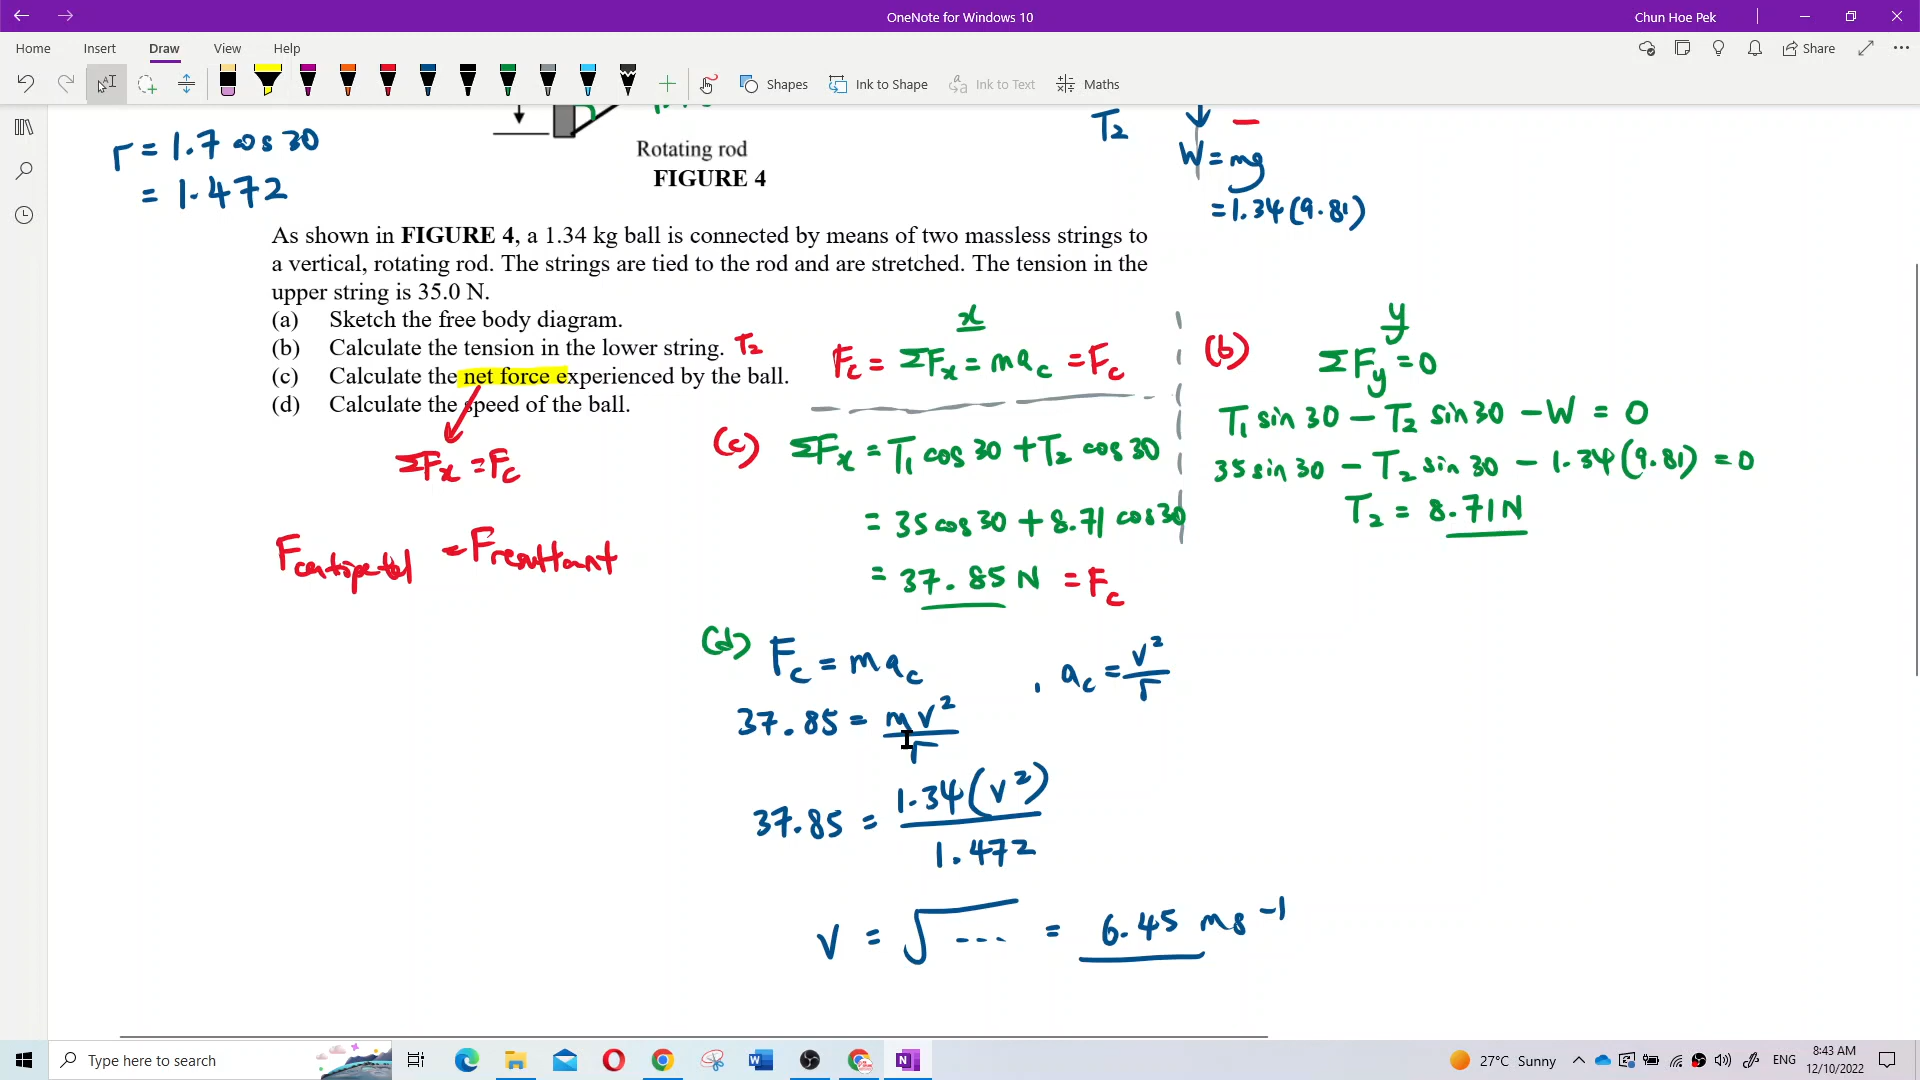 OneNote for Windows 10
Chun Hoe Pek
Home Insert Draw View Help
Share
Shapes Ink to Shape Ink to Text Maths
r = 1.7 cos 30
= 1.472
Rotating rod
FIGURE 4
T2
W = mg
= 1.34 (9.81)
As shown in FIGURE 4, a 1.34 kg ball is connected by means of two massless strings to
a vertical, rotating rod. The strings are tied to the rod and are stretched. The tension in the
upper string is 35.0 N.
(a) Sketch the free body diagram.
(b) Calculate the tension in the lower string. T2
(c) Calculate the net force experienced by the ball.
(d) Calculate the speed of the ball.
ΣFx = Fc
Fcentripetal = Fresultant
x
Fc = ΣFx = mac = Fc
(c) ΣFx = T1 cos 30 + T2 cos 30
= 35 cos 30 + 8.71 cos 30
= 37.85 N = Fc
(b) y
ΣFy = 0
T1 sin 30 - T2 sin 30 - W = 0
35 sin 30 - T2 sin 30 - 1.34 (9.81) = 0
T2 = 8.71 N
(d) Fc = mac , ac = v²/r
37.85 = mv²/r
37.85 = 1.34 (v²)/1.472
v = √--- = 6.45 ms⁻¹
Type here to search
27°C Sunny
ENG
8:43 AM
12/10/2022